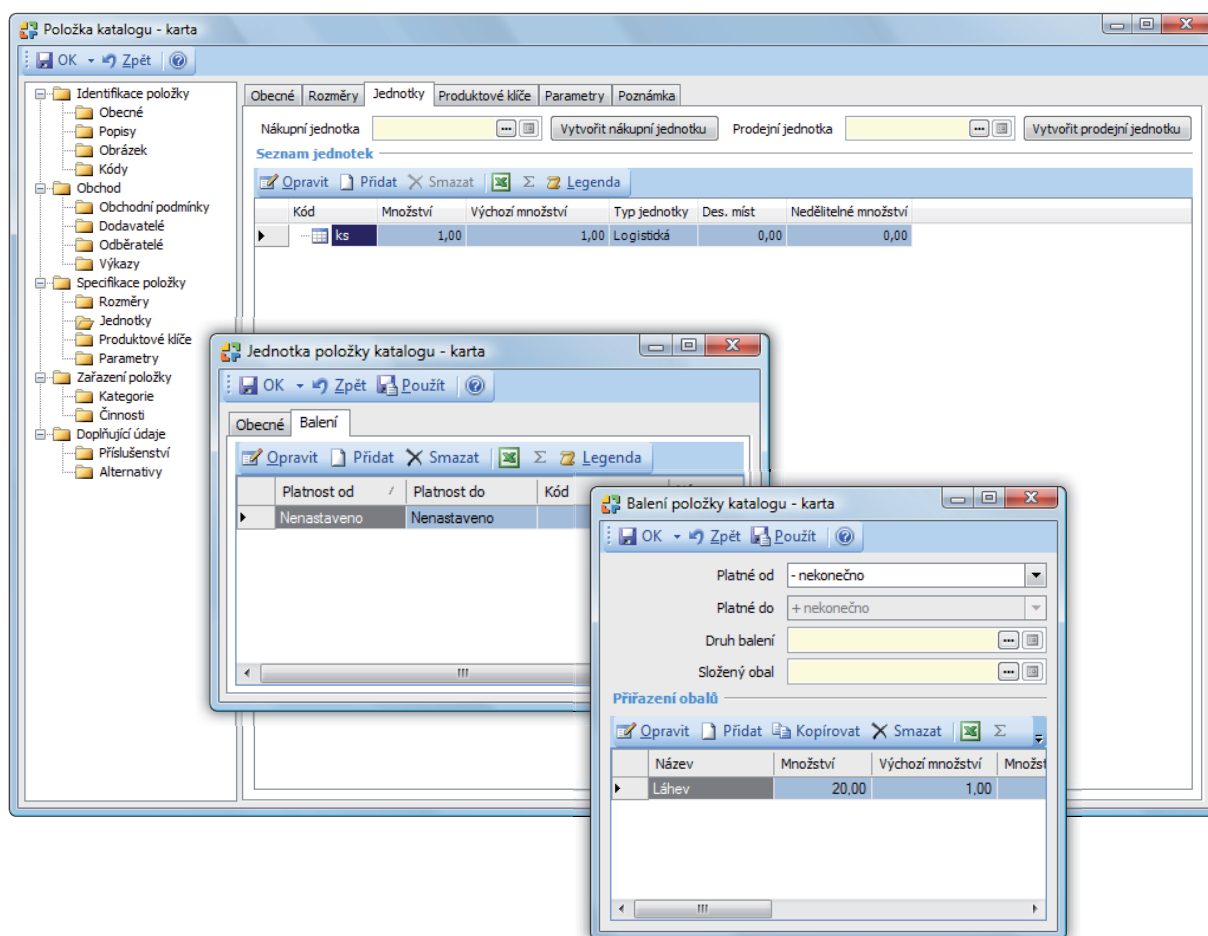 Položka katalogu - karta
OK Zpět
Identifikace položky
Obecné
Popisy
Obrázek
Kódy
Obchod
Obchodní podmínky
Dodavatelé
Odběratelé
Výkazy
Specifikace položky
Rozměry
Jednotky
Produktové klíče
Parametry
Zařazení položky
Kategorie
Činnosti
Doplňující údaje
Příslušenství
Alternativy
Obecné Rozměry Jednotky Produktové klíče Parametry Poznámka
Nákupní jednotka Vytvořit nákupní jednotku Prodejní jednotka Vytvořit prodejní jednotku
Seznam jednotek
Opravit Přidat Smazat Σ Legenda
Kód Množství Výchozí množství Typ jednotky Des. míst Nedělitelné množství
ks 1,00 1,00 Logistická 0,00 0,00
Jednotka položky katalogu - karta
OK Zpět Použít
Obecné Balení
Opravit Přidat Smazat Σ Legenda
Platnost od Platnost do Kód
Nenastaveno Nenastaveno
Balení položky katalogu - karta
OK Zpět Použít
Platné od - nekonečno
Platné do + nekonečno
Druh balení
Složený obal
Přiřazení obalů
Opravit Přidat Kopírovat Smazat Σ
Název Množství Výchozí množství Množst
Láhev 20,00 1,00